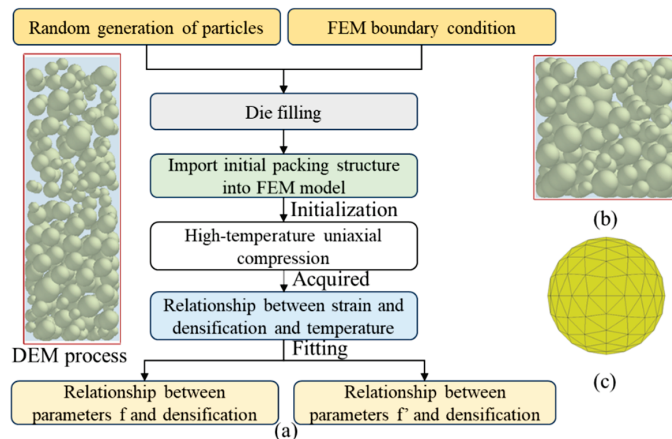 Random generation of particles
FEM boundary condition
Die filling
Import initial packing structure
into FEM model
Initialization
High-temperature uniaxial
compression
Acquired
Relationship between strain and
densification and temperature
DEM process
Fitting
Relationship between
parameters f and densification
Relationship between
parameters f' and densification
(a)
(b)
(c)